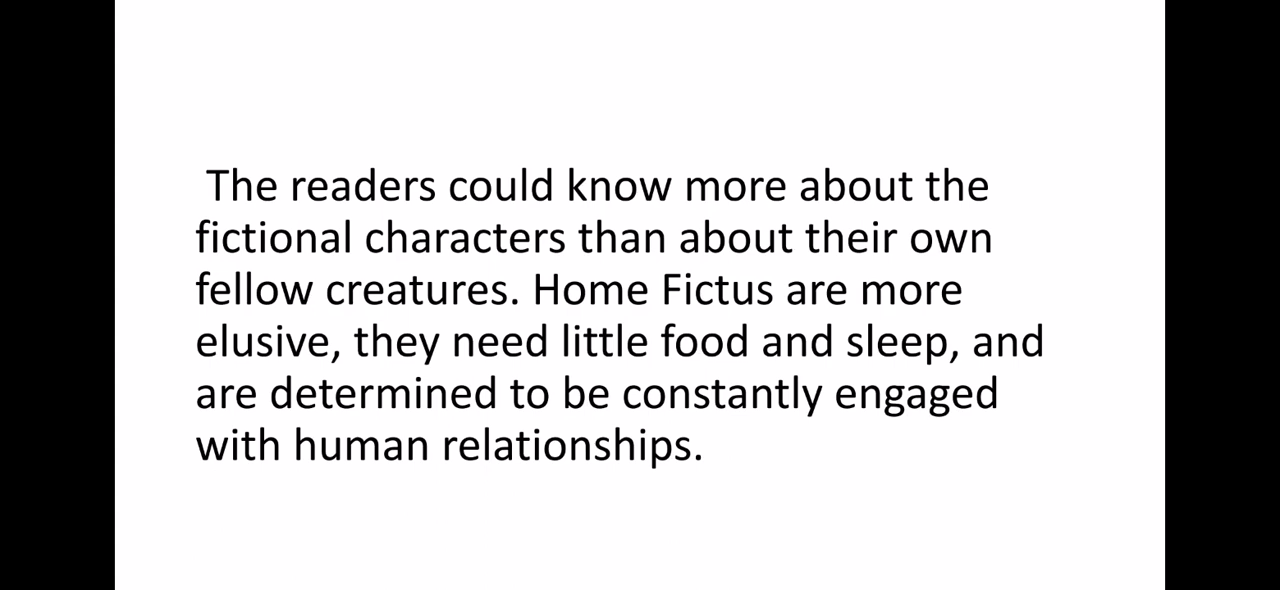 The readers could know more about the
fictional characters than about their own
fellow creatures. Home Fictus are more
elusive, they need little food and sleep, and
are determined to be constantly engaged
with human relationships.